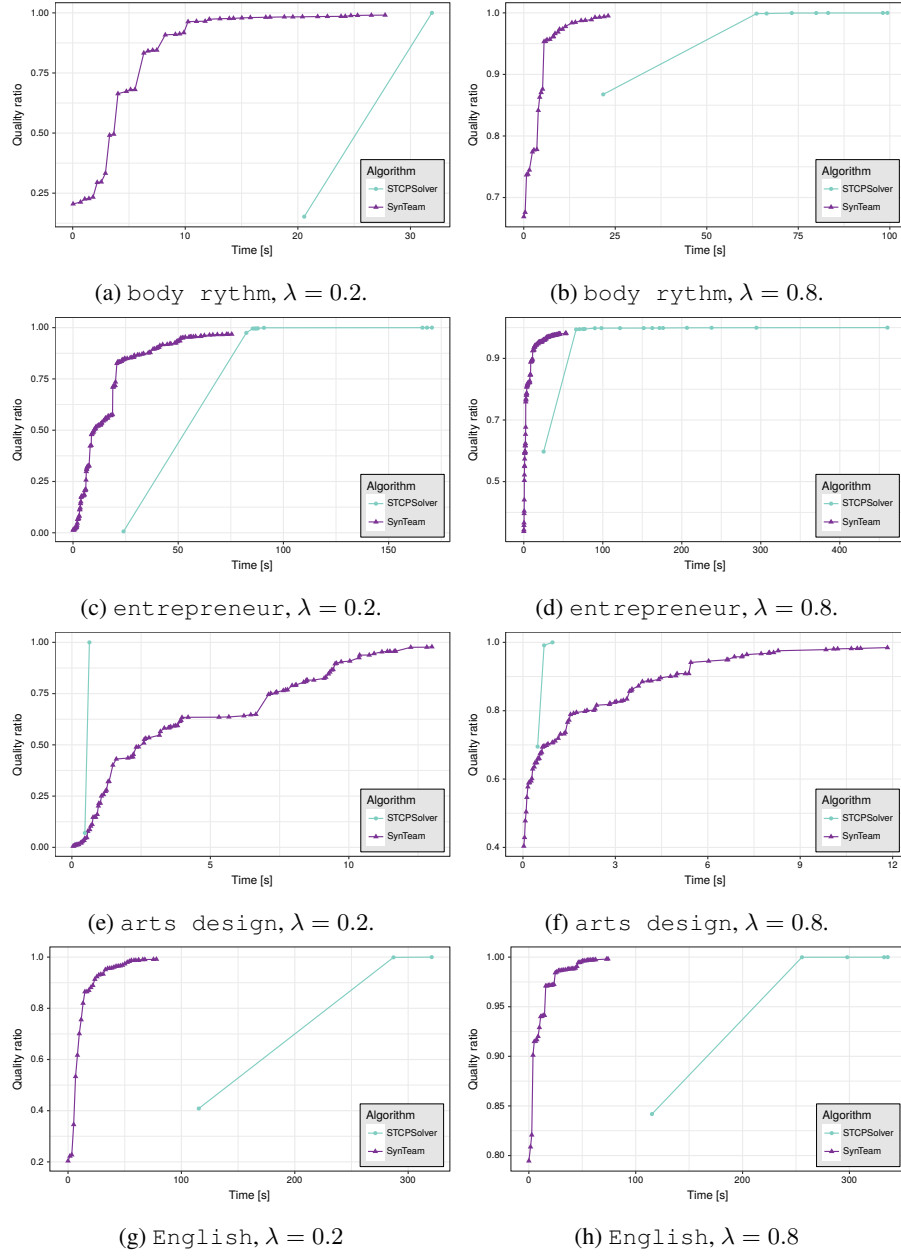 1.00
0.75
0.50
0.25
Quality ratio
0
10
20
30
Time [s]
Algorithm
STCPSolver
SynTeam
(a) body rythm, λ = 0.2.
1.0
0.9
0.8
0.7
Quality ratio
0
25
50
75
100
Time [s]
Algorithm
STCPSolver
SynTeam
(b) body rythm, λ = 0.8.
1.00
0.75
0.50
0.25
0.00
Quality ratio
0
50
100
150
Time [s]
Algorithm
STCPSolver
SynTeam
(c) entrepreneur, λ = 0.2.
0.9
0.7
0.5
Quality ratio
0
100
200
300
400
Time [s]
Algorithm
STCPSolver
SynTeam
(d) entrepreneur, λ = 0.8.
1.00
0.75
0.50
0.25
0.00
Quality ratio
0
5
10
Time [s]
Algorithm
STCPSolver
SynTeam
(e) arts design, λ = 0.2.
1.0
0.8
0.6
0.4
Quality ratio
0
3
6
9
12
Time [s]
Algorithm
STCPSolver
SynTeam
(f) arts design, λ = 0.8.
1.0
0.8
0.6
0.4
0.2
Quality ratio
0
100
200
300
Time [s]
Algorithm
STCPSolver
SynTeam
(g) English, λ = 0.2
1.00
0.95
0.90
0.85
0.80
Quality ratio
0
100
200
300
Time [s]
Algorithm
STCPSolver
SynTeam
(h) English, λ = 0.8